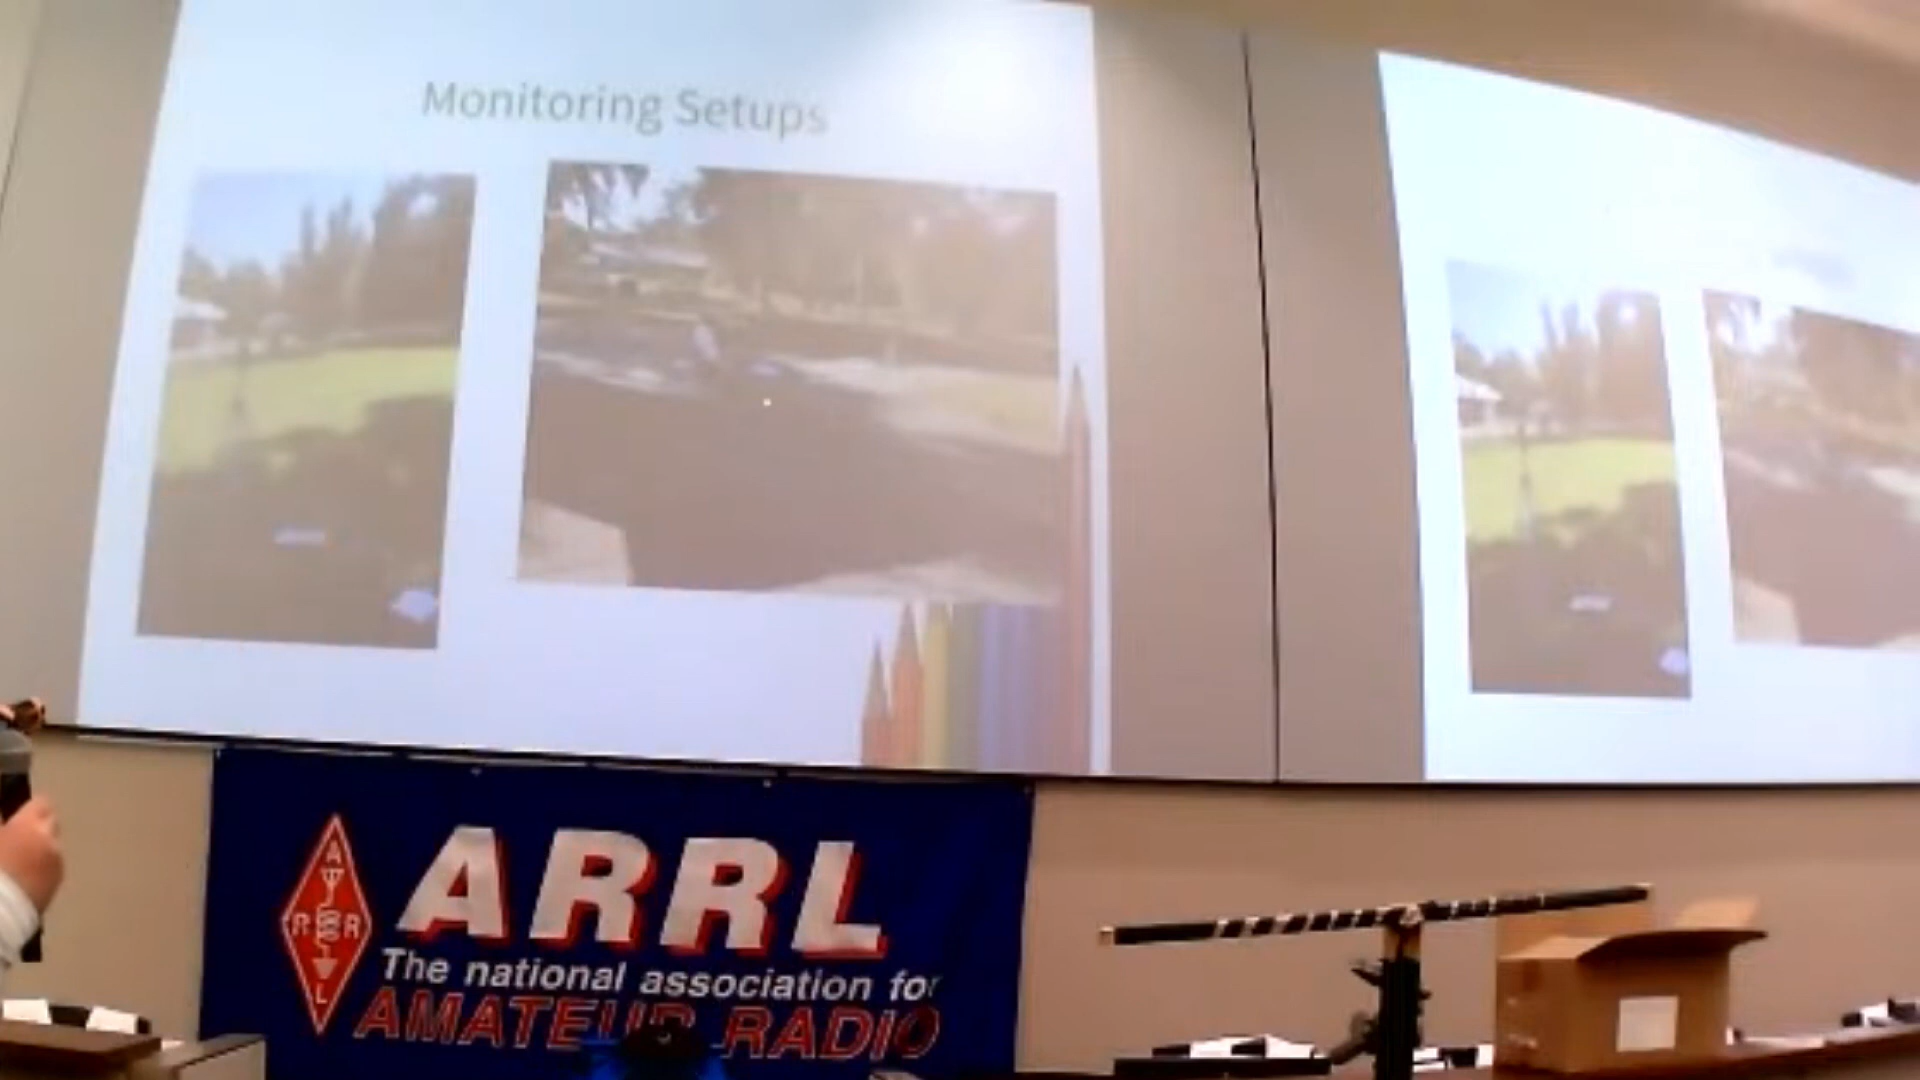 Monitoring Setups
ARRL
A
R R
L
The national association for
AMATEUR RADIO